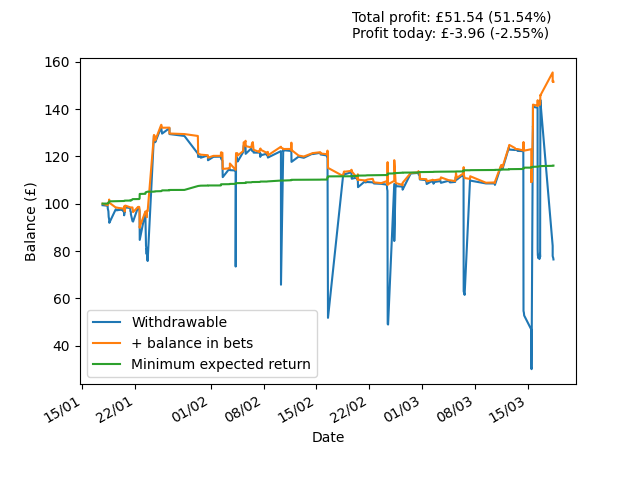 Total profit: £51.54 (51.54%)
Profit today: £-3.96 (-2.55%)
160
140
120
100
80
60
40
Balance (£)
Withdrawable
+ balance in bets
Minimum expected return
15/01
22/01
01/02
08/02
15/02
22/02
01/03
08/03
15/03
Date